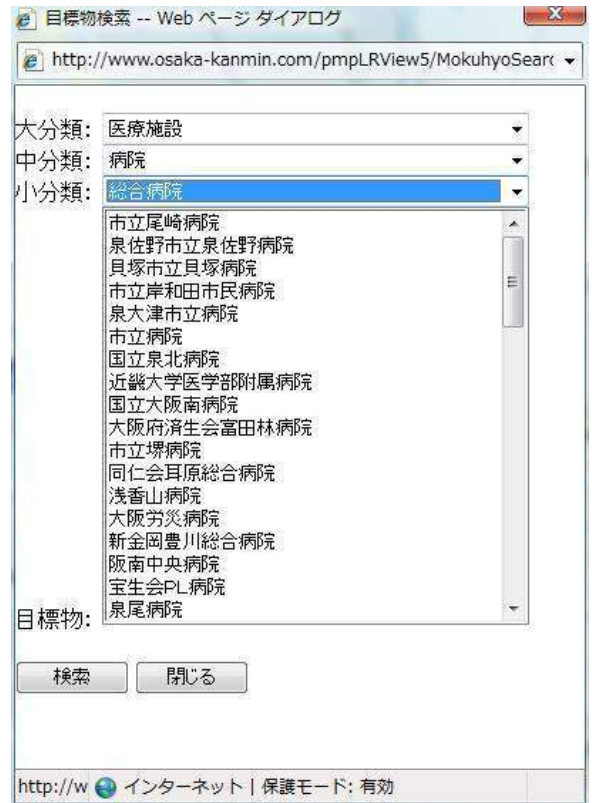 目標物検索 -- Web ページ ダイアログ
http://www.osaka-kanmin.com/pmpLRView5/MokuhyoSearc
大分類: 医療施設
中分類: 病院
小分類: 総合病院
市立尾崎病院
泉佐野市立泉佐野病院
貝塚市立貝塚病院
市立岸和田市民病院
泉大津市立病院
市立病院
国立泉北病院
近畿大学医学部附属病院
国立大阪南病院
大阪府済生会富田林病院
市立堺病院
同仁会耳原総合病院
浅香山病院
大阪労災病院
新金岡豊川総合病院
阪南中央病院
宝生会PL病院
泉尾病院
目標物:
検索 閉じる
http://w インターネット | 保護モード: 有効